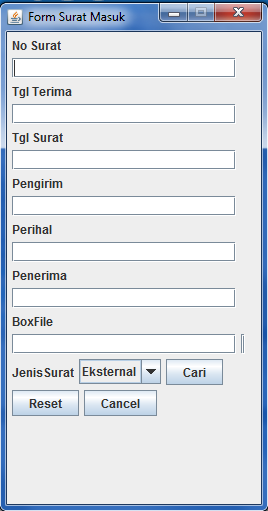 Form Surat Masuk
No Surat
Tgl Terima
Tgl Surat
Pengirim
Perihal
Penerima
BoxFile
JenisSurat Eksternal Cari
Reset Cancel